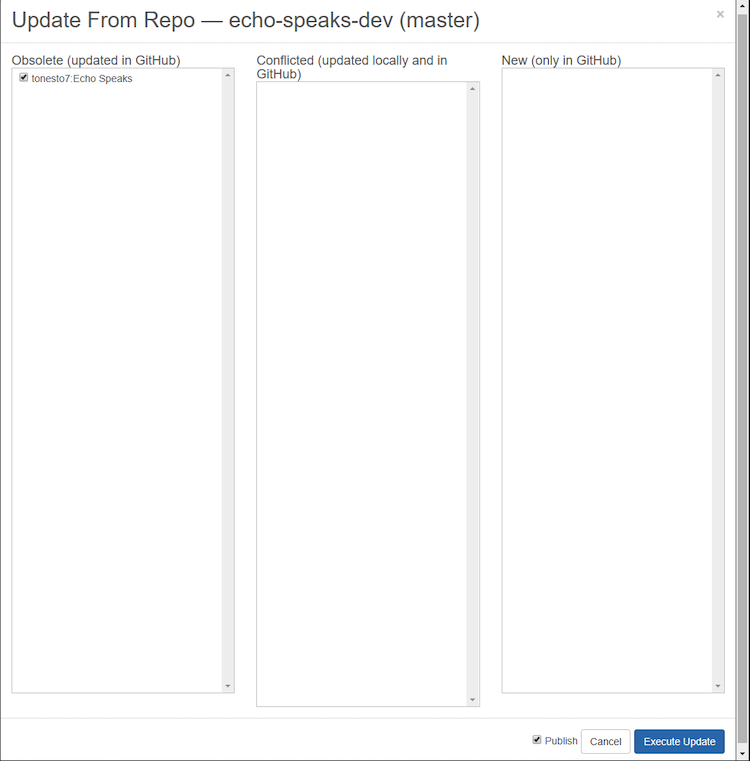 Update From Repo — echo-speaks-dev (master)
×
Obsolete (updated in GitHub)
tonesto7:Echo Speaks
Conflicted (updated locally and in
GitHub)
New (only in GitHub)
Publish
Cancel
Execute Update